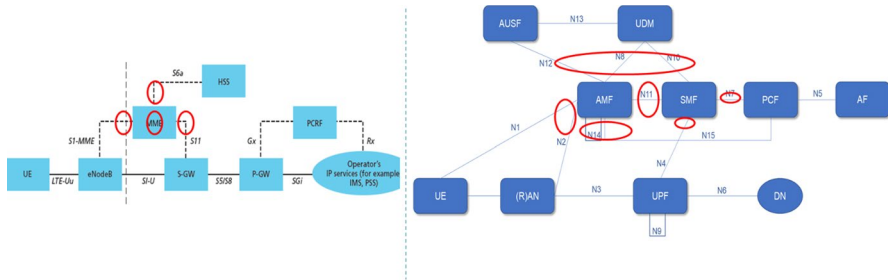 S6a
HSS
MME
S1-MME
S11
PCRF
Gx
Rx
UE
LTE-Uu
eNodeB
SI-U
S-GW
S5/S8
P-GW
SGi
Operator's
IP services (for example
IMS, PSS)
AUSF
N13
UDM
N12
N8
N10
AMF
N11
SMF
N7
PCF
N5
AF
N1
N2
N14
N15
N4
UE
(R)AN
N3
UPF
N6
DN
N9